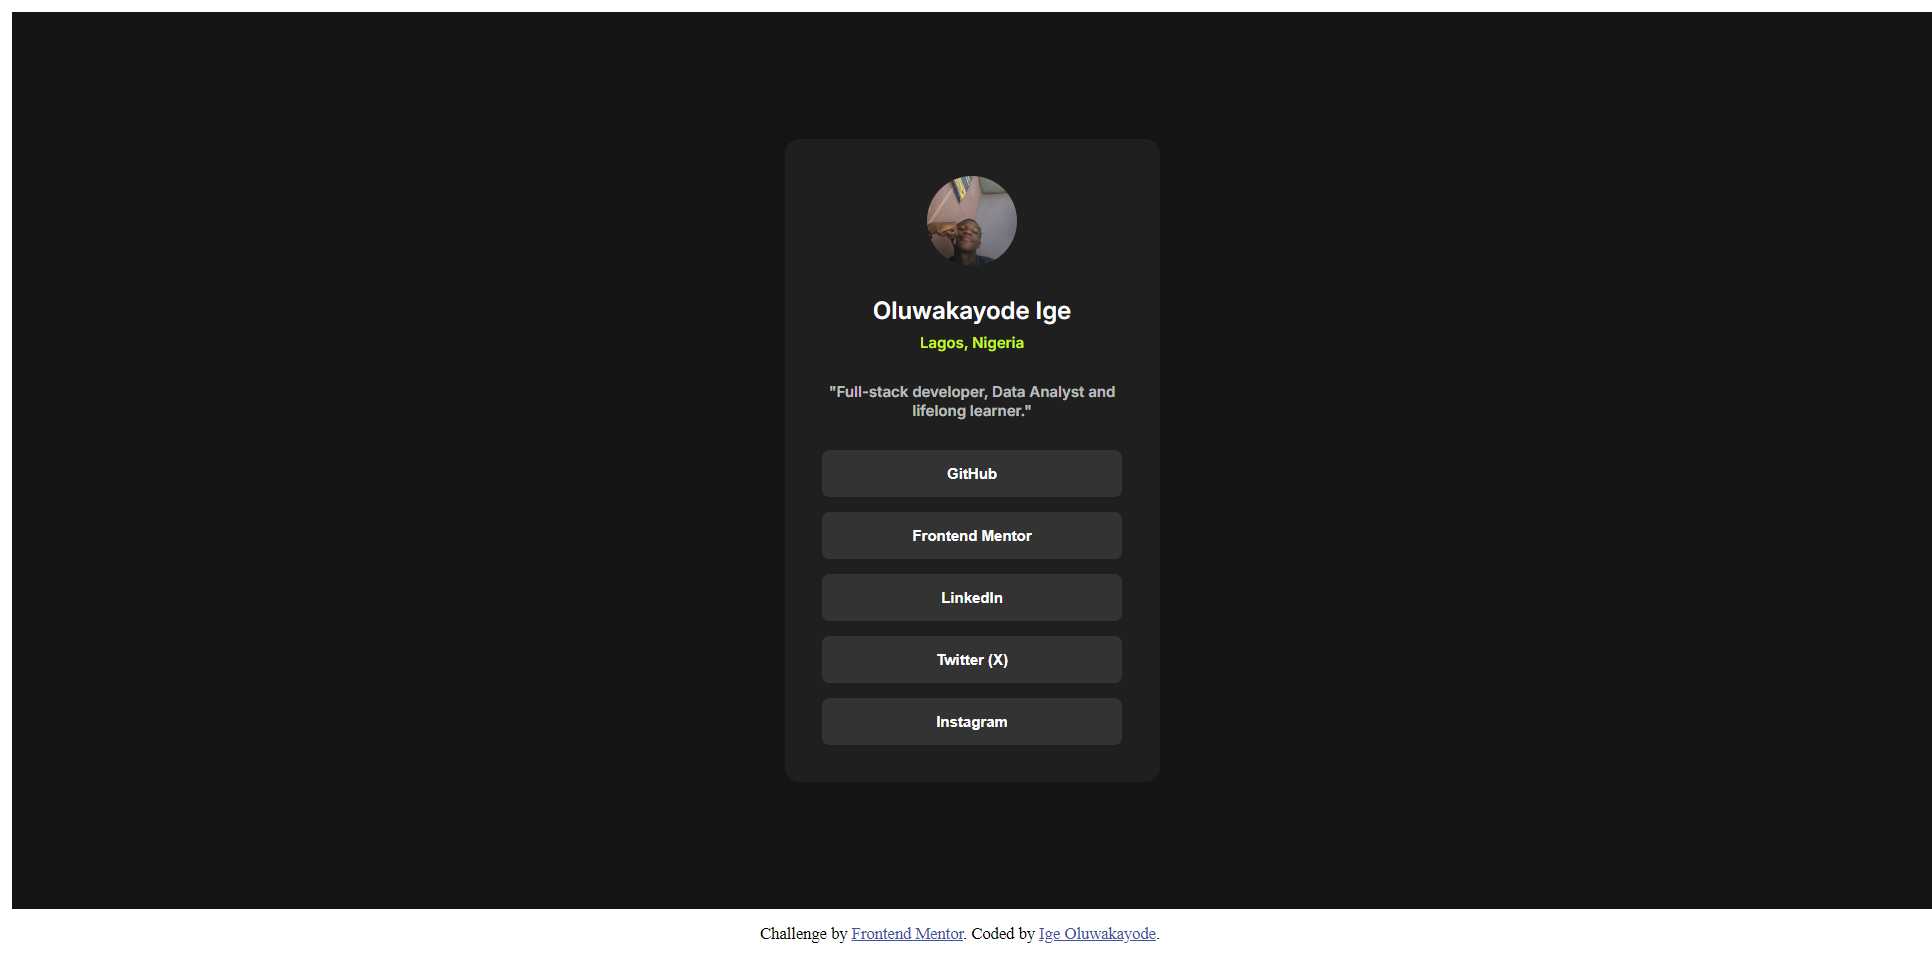 Oluwakayode Ige
Lagos, Nigeria
"Full-stack developer, Data Analyst and
lifelong learner."
GitHub
Frontend Mentor
LinkedIn
Twitter (X)
Instagram
Challenge by Frontend Mentor. Coded by Ige Oluwakayode.